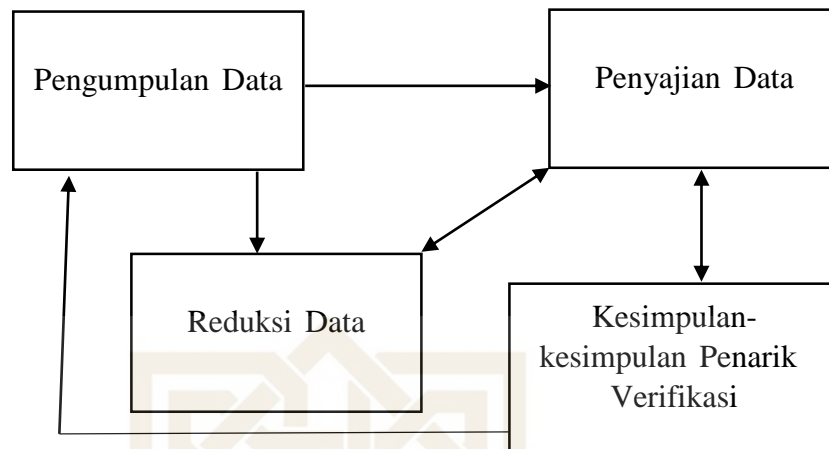 Pengumpulan Data
Penyajian Data
Reduksi Data
Kesimpulan-
kesimpulan Penarik
Verifikasi